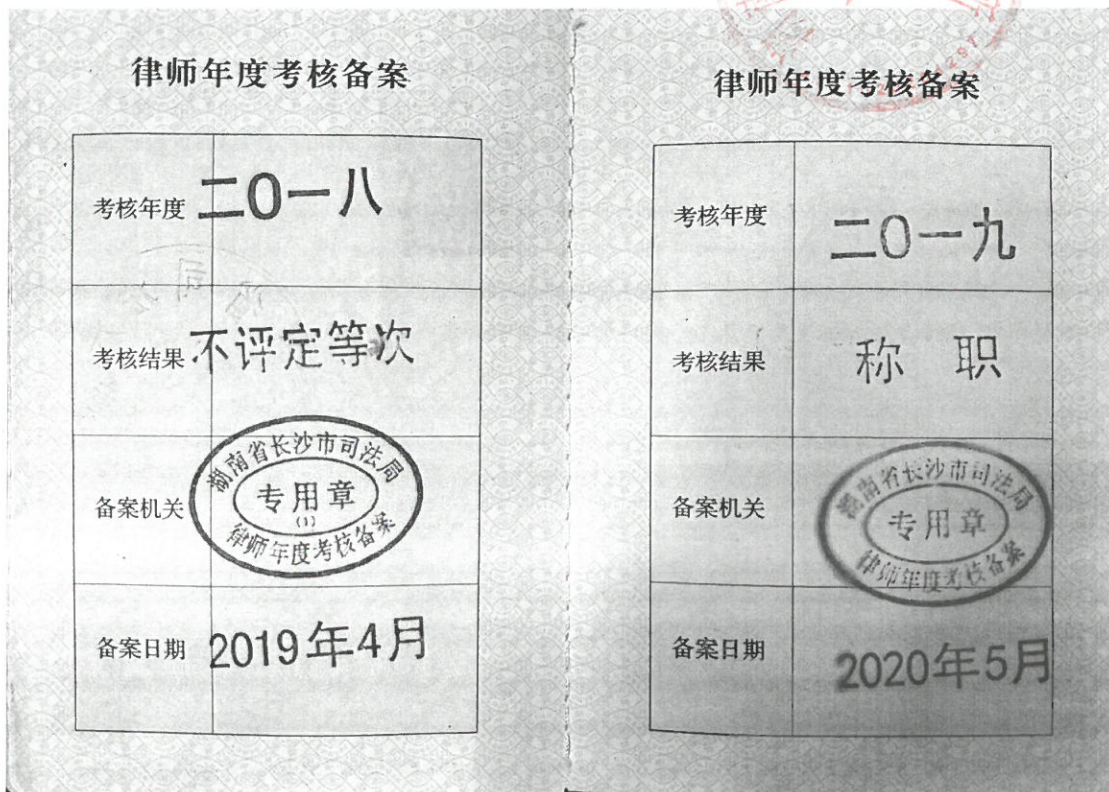 律师年度考核备案
考核年度 二〇一八
考核结果 不评定等次
备案机关
湖南省长沙市司法局
专用章
(1)
律师年度考核备案
备案日期 2019年4月
律师年度考核备案
考核年度 二〇一九
考核结果 称 职
备案机关
湖南省长沙市司法局
专用章
律师年度考核备案
备案日期 2020年5月